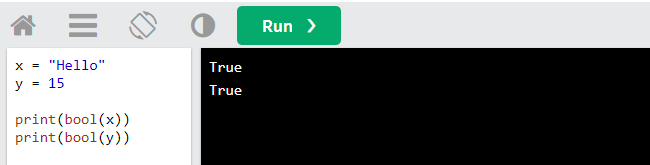 Run ❯
x = "Hello"
y = 15
print(bool(x))
print(bool(y))
True
True